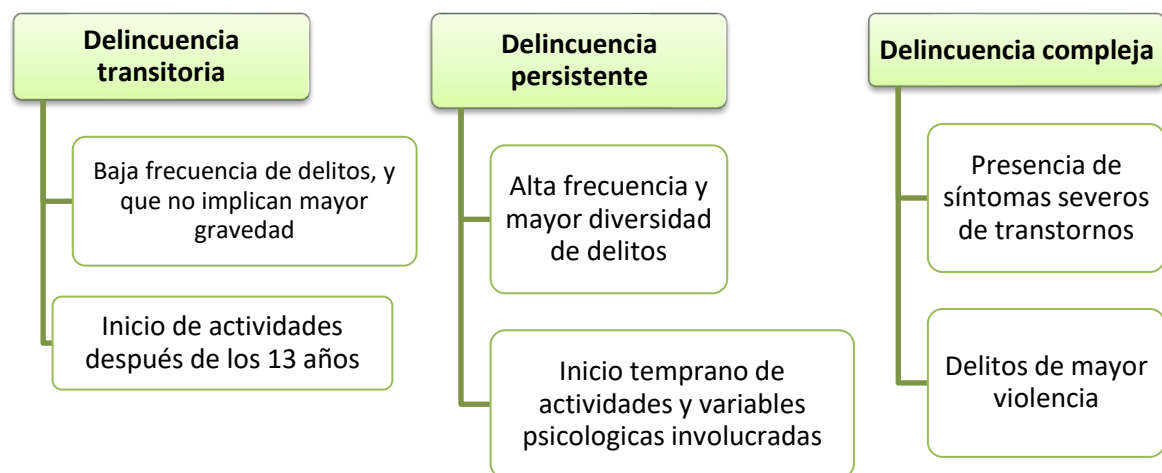 Delincuencia
transitoria
Baja frecuencia de delitos, y
que no implican mayor
gravedad
Inicio de actividades
después de los 13 años
Delincuencia
persistente
Alta frecuencia y
mayor diversidad
de delitos
Inicio temprano de
actividades y variables
psicologicas involucradas
Delincuencia compleja
Presencia de
síntomas severos
de transtornos
Delitos de mayor
violencia